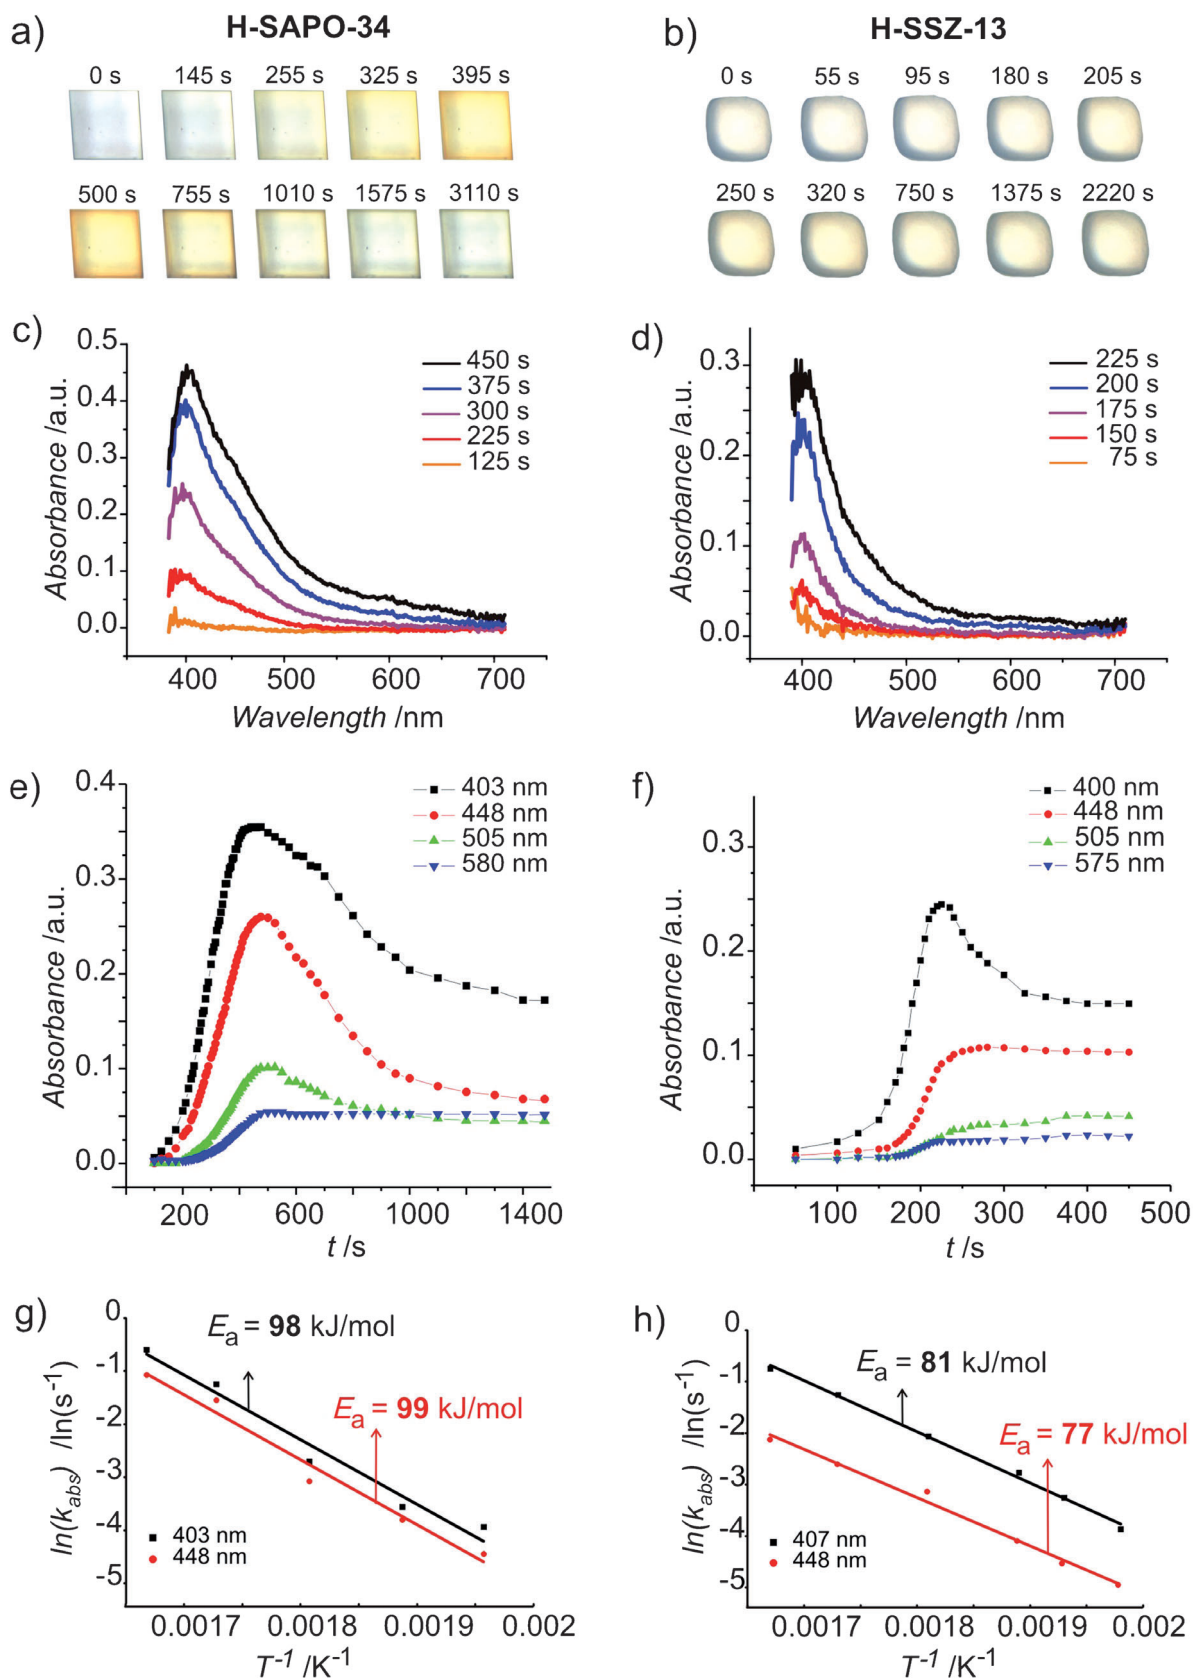 a)
H-SAPO-34
0 s 145 s 255 s 325 s 395 s
500 s 755 s 1010 s 1575 s 3110 s
b)
H-SSZ-13
0 s 55 s 95 s 180 s 205 s
250 s 320 s 750 s 1375 s 2220 s
c)
Absorbance /a.u.
0.5
0.4
0.3
0.2
0.1
0.0
450 s
375 s
300 s
225 s
125 s
400 500 600 700
Wavelength /nm
d)
Absorbance /a.u.
0.3
0.2
0.1
0.0
225 s
200 s
175 s
150 s
75 s
400 500 600 700
Wavelength /nm
e)
Absorbance /a.u.
0.4
0.3
0.2
0.1
0.0
403 nm
448 nm
505 nm
580 nm
200 600 1000 1400
t /s
f)
Absorbance /a.u.
0.3
0.2
0.1
0.0
400 nm
448 nm
505 nm
575 nm
100 200 300 400 500
t /s
g)
ln(kabs) /ln(s⁻¹)
0
-1
-2
-3
-4
-5
Ea = 98 kJ/mol
Ea = 99 kJ/mol
403 nm
448 nm
0.0017 0.0018 0.0019 0.002
T⁻¹ /K⁻¹
h)
ln(kabs) /ln(s⁻¹)
0
-1
-2
-3
-4
-5
Ea = 81 kJ/mol
Ea = 77 kJ/mol
407 nm
448 nm
0.0017 0.0018 0.0019 0.002
T⁻¹ /K⁻¹